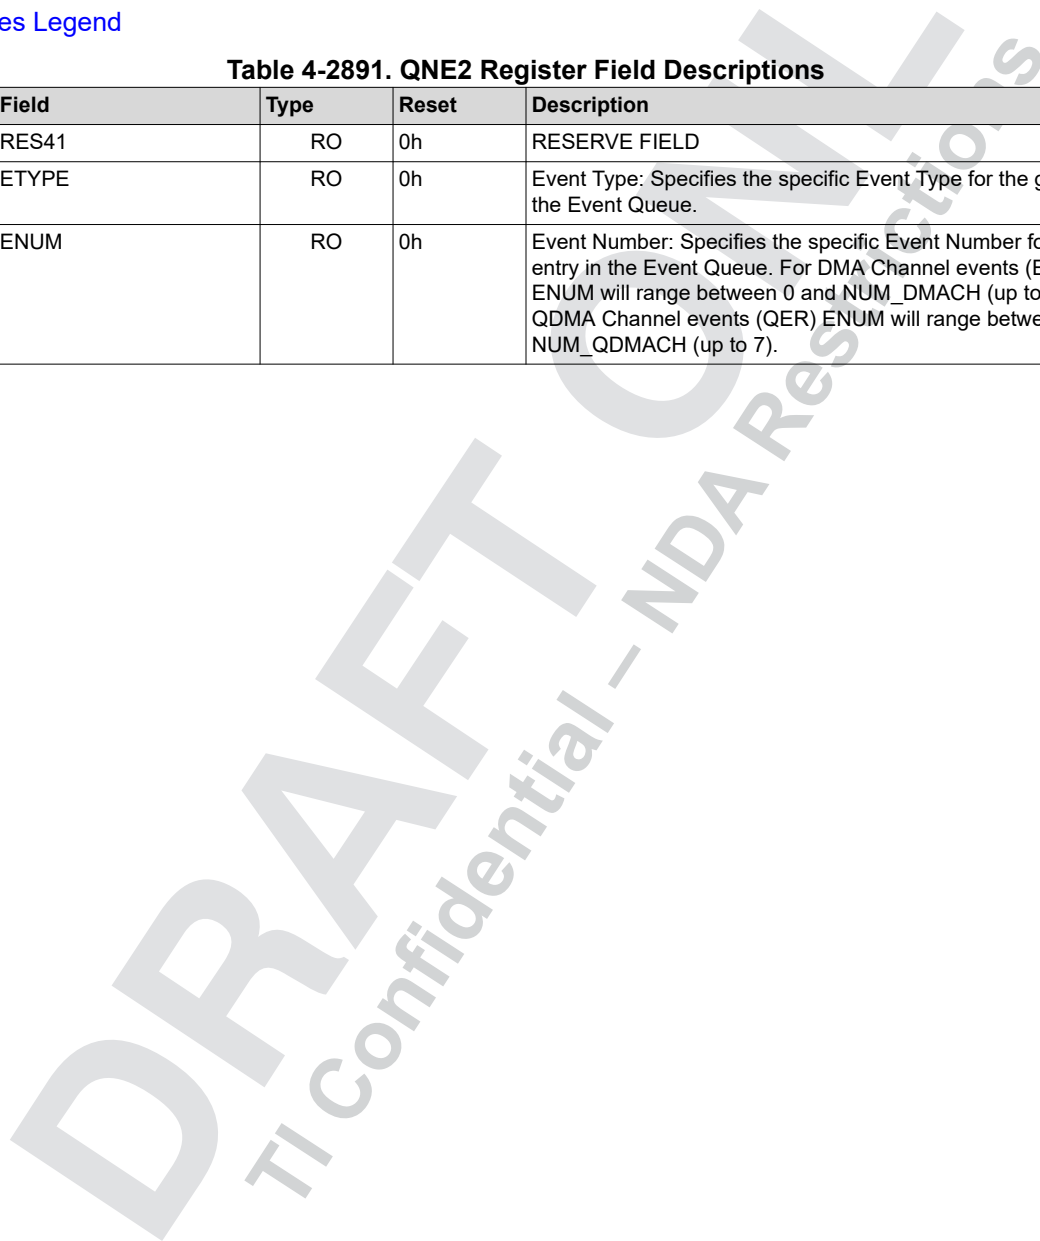 es Legend
Table 4-2891. QNE2 Register Field Descriptions
Field Type Reset Description
RES41 RO 0h RESERVE FIELD
ETYPE RO 0h Event Type: Specifies the specific Event Type for the
the Event Queue.
ENUM RO 0h Event Number: Specifies the specific Event Number
entry in the Event Queue. For DMA Channel events
ENUM will range between 0 and NUM_DMACH (up to
QDMA Channel events (QER) ENUM will range
NUM_QDMACH (up to 7).
DRAFT
TI Confidential – NDA Restrictions